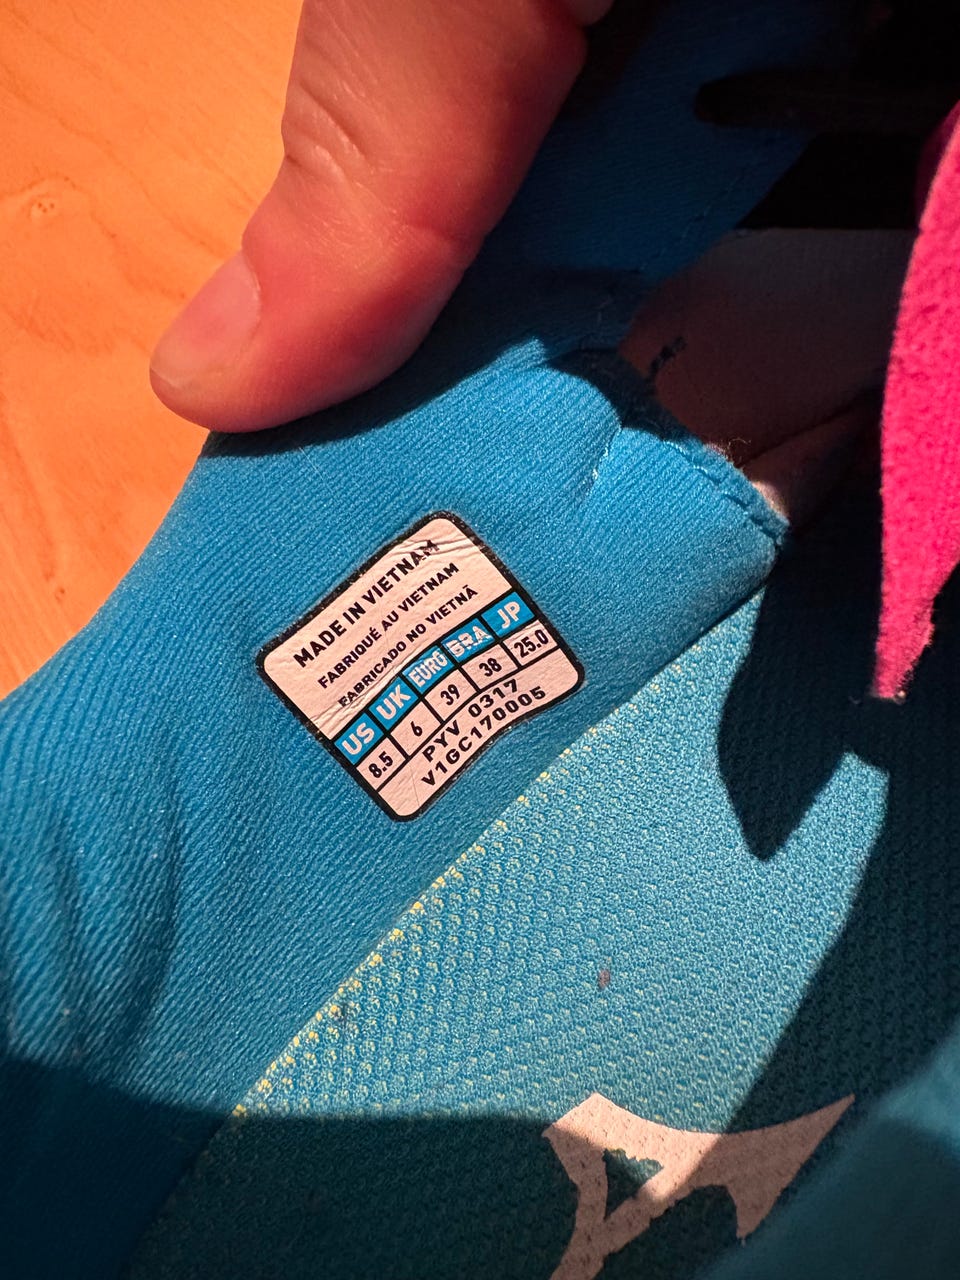 MADE IN VIETNAM
FABRIQUÉ AU VIETNAM
FABRICADO NO VIETNÃ
US UK EURO BRA JP
8.5 6 39 38 25.0
PYV 0317
V1GC170005